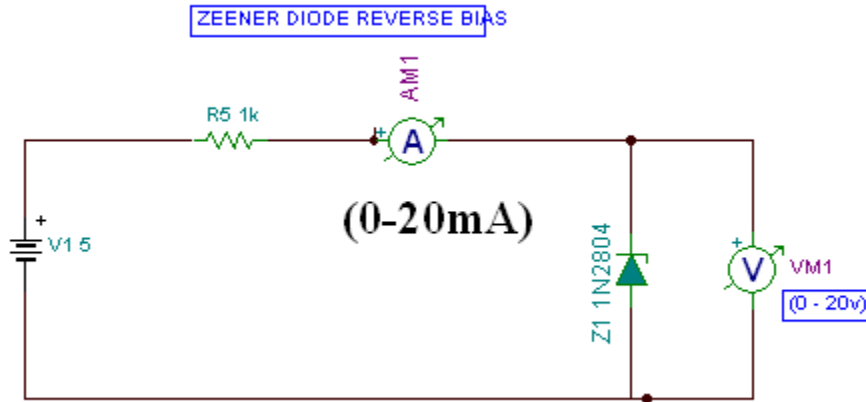 ZEENER DIODE REVERSE BIAS
AM1
R5 1k
+
A
(0-20mA)
+
V1 5
Z1 1N2804
+
V
VM1
(0 - 20v)